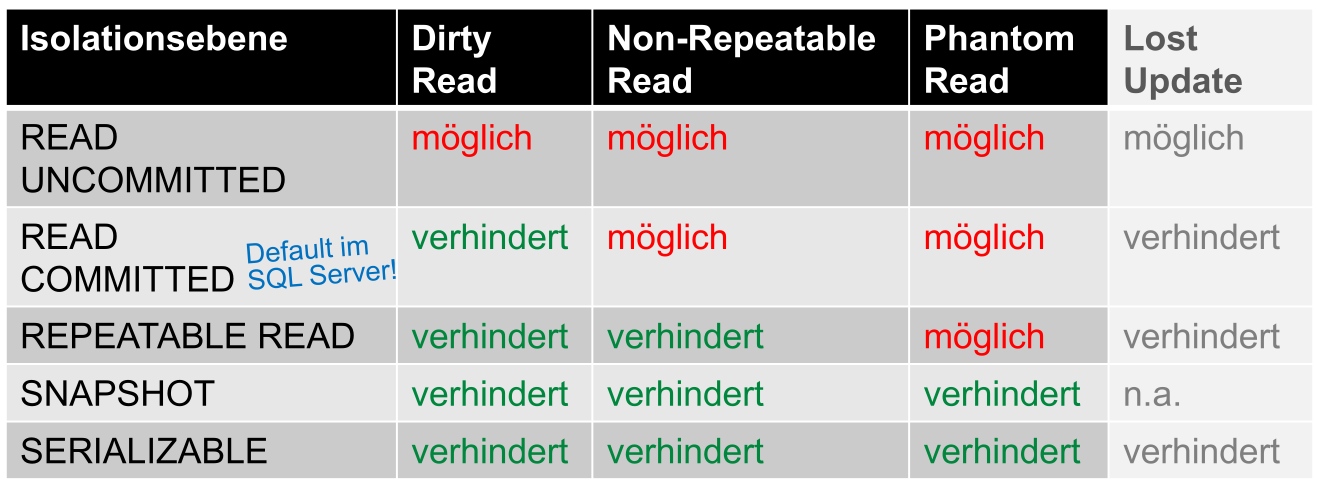 Isolationsebene Dirty Read Non-Repeatable Read Phantom Read Lost Update
READ UNCOMMITTED möglich möglich möglich möglich
READ COMMITTED Default im SQL Server! verhindert möglich möglich verhindert
REPEATABLE READ verhindert verhindert möglich verhindert
SNAPSHOT verhindert verhindert verhindert n.a.
SERIALIZABLE verhindert verhindert verhindert verhindert